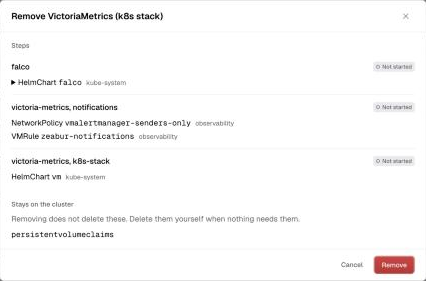 Remove VictoriaMetrics (k8s stack)
Steps
falco
Not started
HelmChart falco kube-system
victoria-metrics, notifications
Not started
NetworkPolicy vmalertmanager-senders-only observability
VMRule zeabur-notifications observability
victoria-metrics, k8s-stack
Not started
HelmChart vm kube-system
Stays on the cluster
Removing does not delete these. Delete them yourself when nothing needs them.
persistentvolumeclaims
Cancel
Remove